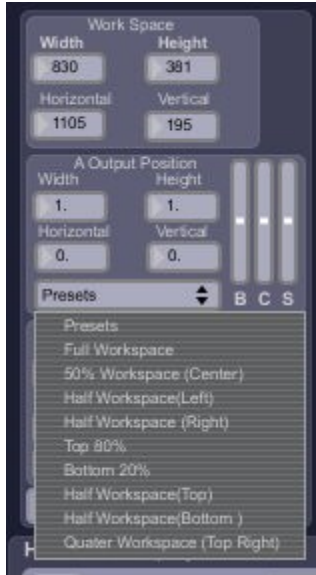 Work Space
Width Height
830 381
Horizontal Vertical
1105 195
A Output Position
Width Height
1. 1.
Horizontal Vertical
0. 0.
Presets B C S
Presets
Full Workspace
50% Workspace (Center)
Half Workspace(Left)
Half Workspace (Right)
Top 80%
Bottom 20%
Half Workspace(Top)
Half Workspace(Bottom )
Quater Workspace (Top Right)
H